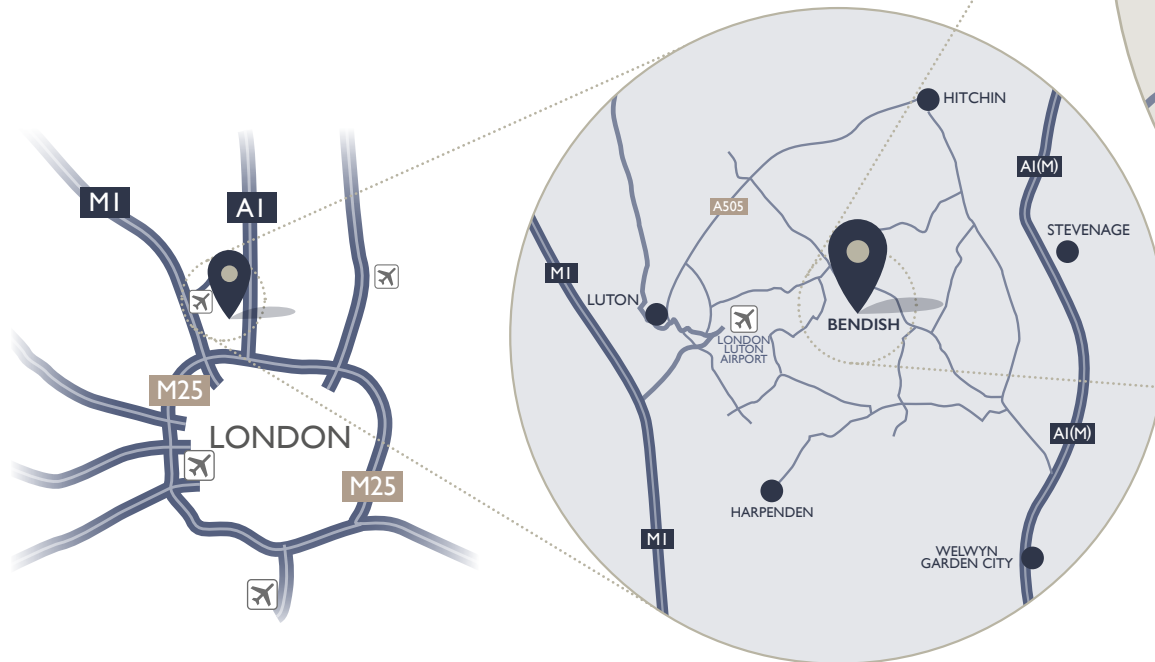 M1
A1
M25
LONDON
M25
HITCHIN
A1(M)
A505
STEVENAGE
M1
LUTON
BENDISH
LONDON
LUTON
AIRPORT
A1(M)
HARPENDEN
M1
WELWYN
GARDEN CITY